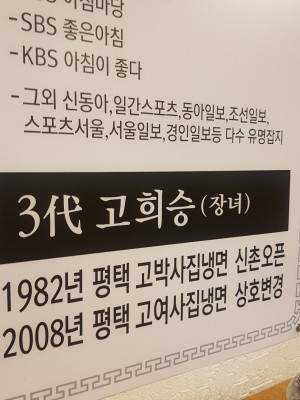 아침마당
-SBS 좋은아침
-KBS 아침이 좋다
-그외 신동아,일간스포츠,동아일보,조선일보,
스포츠서울,서울일보,경인일보등 다수 유명잡지
3代 고희승 (장녀)
1982년 평택 고박사집냉면 신촌오픈
2008년 평택 고여사집냉면 상호변경